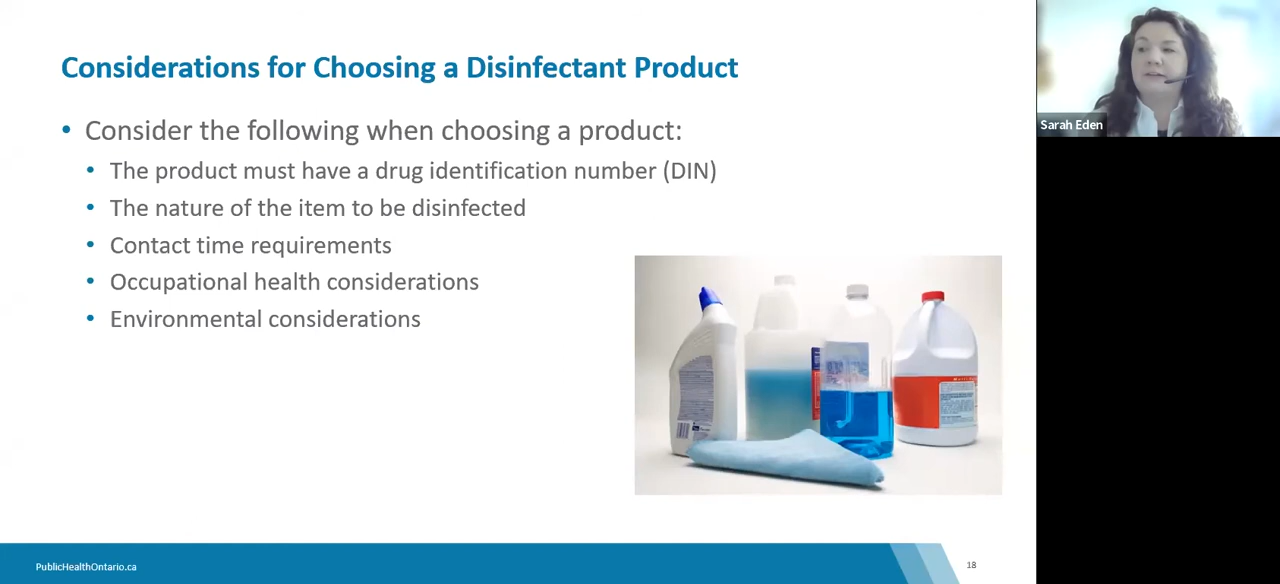 Considerations for Choosing a Disinfectant Product
Sarah Eden
• Consider the following when choosing a product:
• The product must have a drug identification number (DIN)
• The nature of the item to be disinfected
• Contact time requirements
• Occupational health considerations
• Environmental considerations
PublicHealthOntario.ca
18